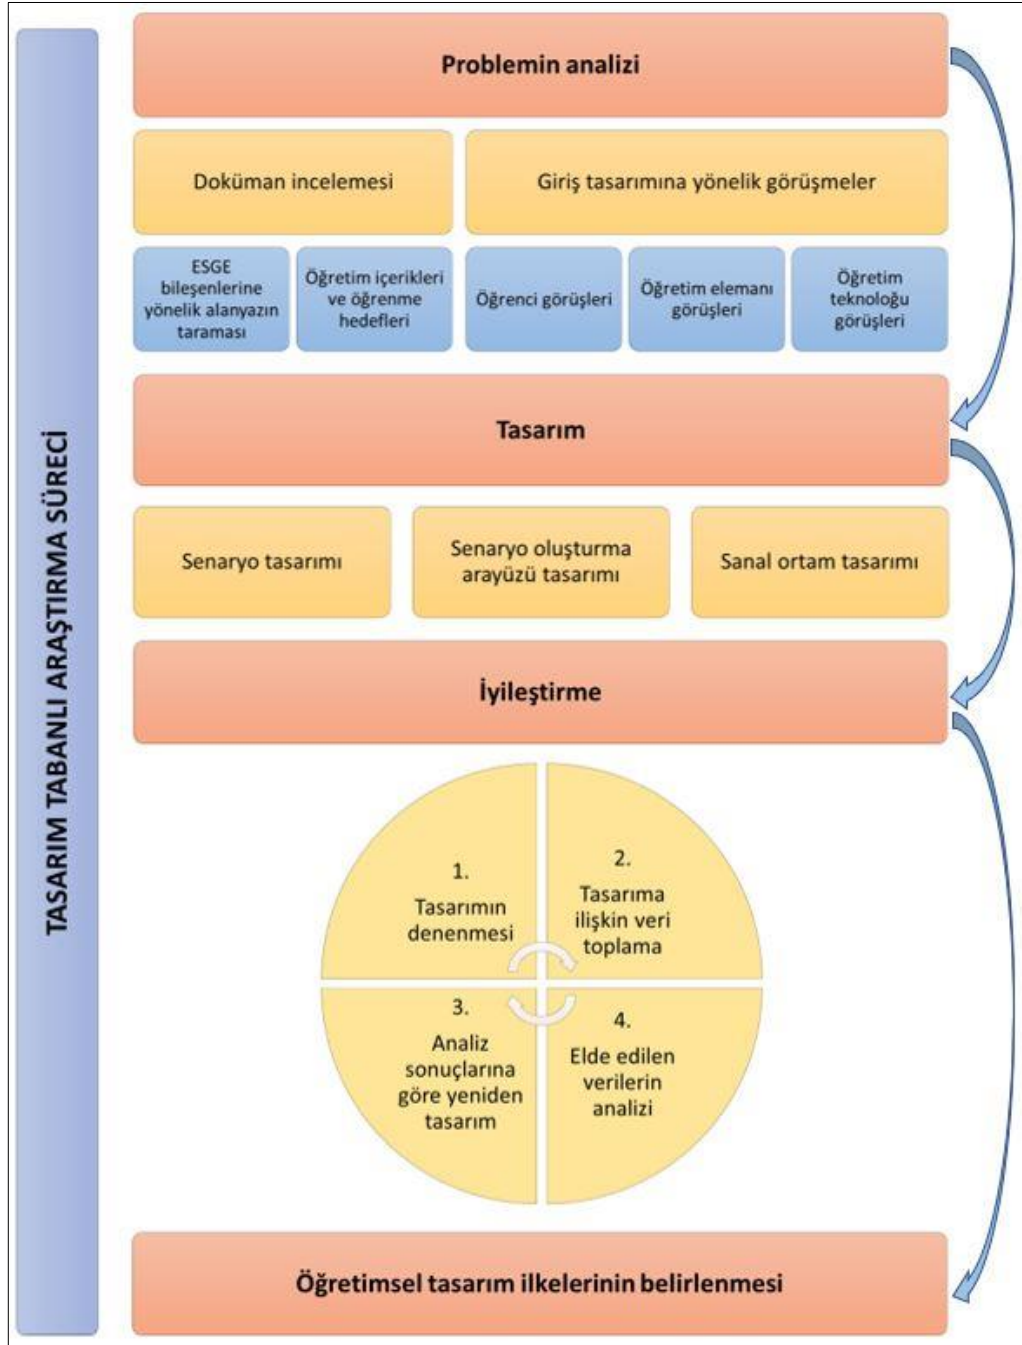 TASARIM TABANLI ARAŞTIRMA SÜRECİ
Problemin analizi
Doküman incelemesi
Giriş tasarımına yönelik görüşmeler
ESGE
bileşenlerine
yönelik alanyazın
taraması
Öğretim içerikleri
ve öğrenme
hedefleri
Öğrenci görüşleri
Öğretim elemanı
görüşleri
Öğretim
teknoloğu
görüşleri
Tasarım
Senaryo tasarımı
Senaryo oluşturma
arayüzü tasarımı
Sanal ortam tasarımı
İyileştirme
1.
Tasarımın
denenmesi
2.
Tasarıma
ilişkin veri
toplama
3.
Analiz
sonuçlarına
göre yeniden
tasarım
4.
Elde edilen
verilerin
analizi
Öğretimsel tasarım ilkelerinin belirlenmesi